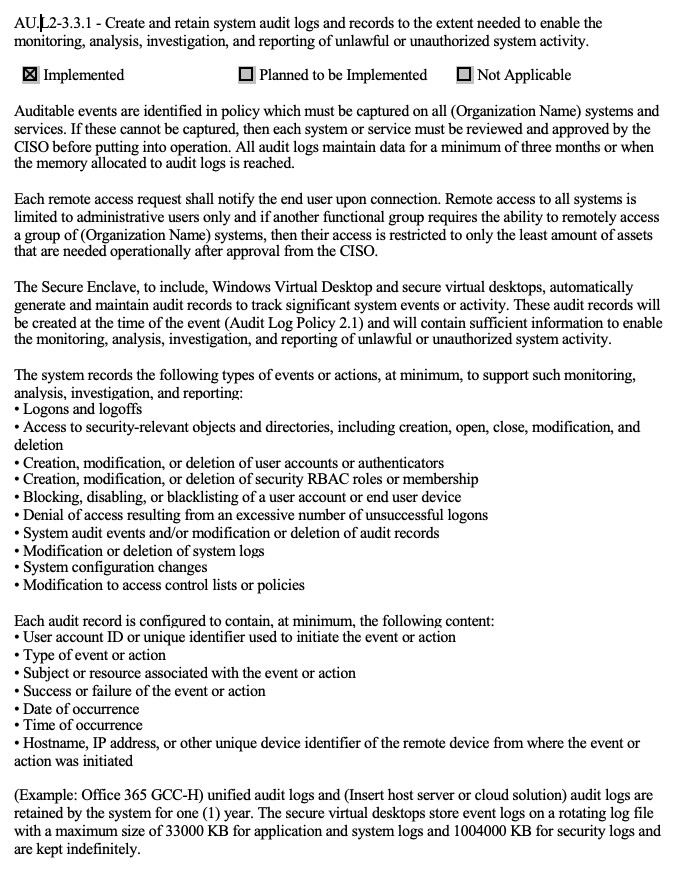 AU.L2-3.3.1 - Create and retain system audit logs and records to the extent needed to enable the
monitoring, analysis, investigation, and reporting of unlawful or unauthorized system activity.
☒ Implemented ☐ Planned to be Implemented ☐ Not Applicable
Auditable events are identified in policy which must be captured on all (Organization Name) systems and
services. If these cannot be captured, then each system or service must be reviewed and approved by the
CISO before putting into operation. All audit logs maintain data for a minimum of three months or when
the memory allocated to audit logs is reached.
Each remote access request shall notify the end user upon connection. Remote access to all systems is
limited to administrative users only and if another functional group requires the ability to remotely access
a group of (Organization Name) systems, then their access is restricted to only the least amount of assets
that are needed operationally after approval from the CISO.
The Secure Enclave, to include, Windows Virtual Desktop and secure virtual desktops, automatically
generate and maintain audit records to track significant system events or activity. These audit records will
be created at the time of the event (Audit Log Policy 2.1) and will contain sufficient information to enable
the monitoring, analysis, investigation, and reporting of unlawful or unauthorized system activity.
The system records the following types of events or actions, at minimum, to support such monitoring,
analysis, investigation, and reporting:
• Logons and logoffs
• Access to security-relevant objects and directories, including creation, open, close, modification, and
deletion
• Creation, modification, or deletion of user accounts or authenticators
• Creation, modification, or deletion of security RBAC roles or membership
• Blocking, disabling, or blacklisting of a user account or end user device
• Denial of access resulting from an excessive number of unsuccessful logons
• System audit events and/or modification or deletion of audit records
• Modification or deletion of system logs
• System configuration changes
• Modification to access control lists or policies
Each audit record is configured to contain, at minimum, the following content:
• User account ID or unique identifier used to initiate the event or action
• Type of event or action
• Subject or resource associated with the event or action
• Success or failure of the event or action
• Date of occurrence
• Time of occurrence
• Hostname, IP address, or other unique device identifier of the remote device from where the event or
action was initiated
(Example: Office 365 GCC-H) unified audit logs and (Insert host server or cloud solution) audit logs are
retained by the system for one (1) year. The secure virtual desktops store event logs on a rotating log file
with a maximum size of 33000 KB for application and system logs and 1004000 KB for security logs and
are kept indefinitely.